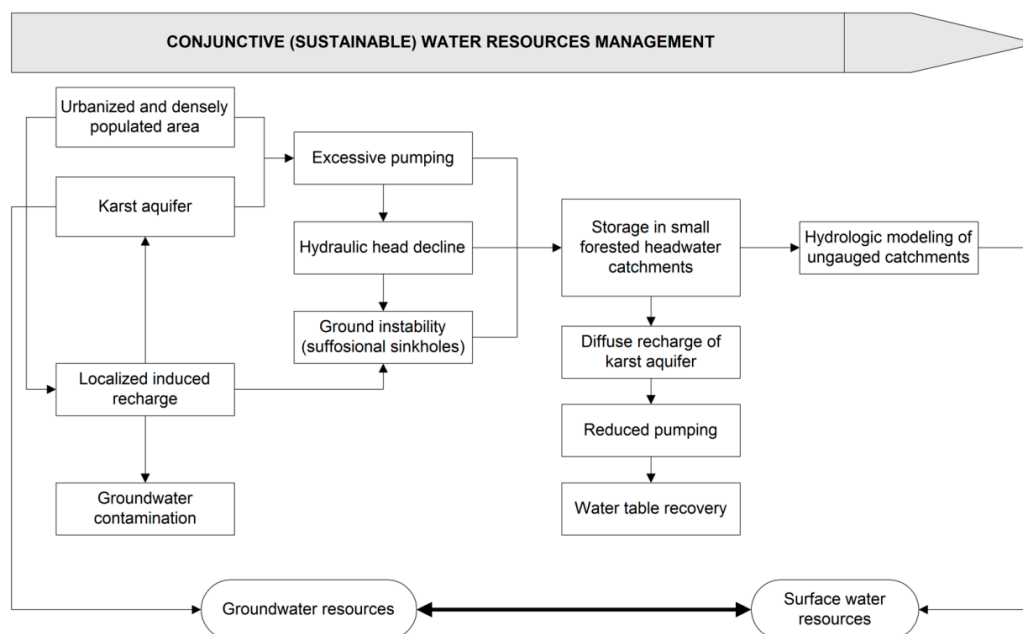 CONJUNCTIVE (SUSTAINABLE) WATER RESOURCES MANAGEMENT
Urbanized and densely
populated area
Karst aquifer
Localized induced
recharge
Groundwater
contamination
Excessive pumping
Hydraulic head decline
Ground instability
(suffosional sinkholes)
Storage in small
forested headwater
catchments
Diffuse recharge of
karst aquifer
Reduced pumping
Water table recovery
Hydrologic modeling of
ungauged catchments
Groundwater resources
Surface water
resources